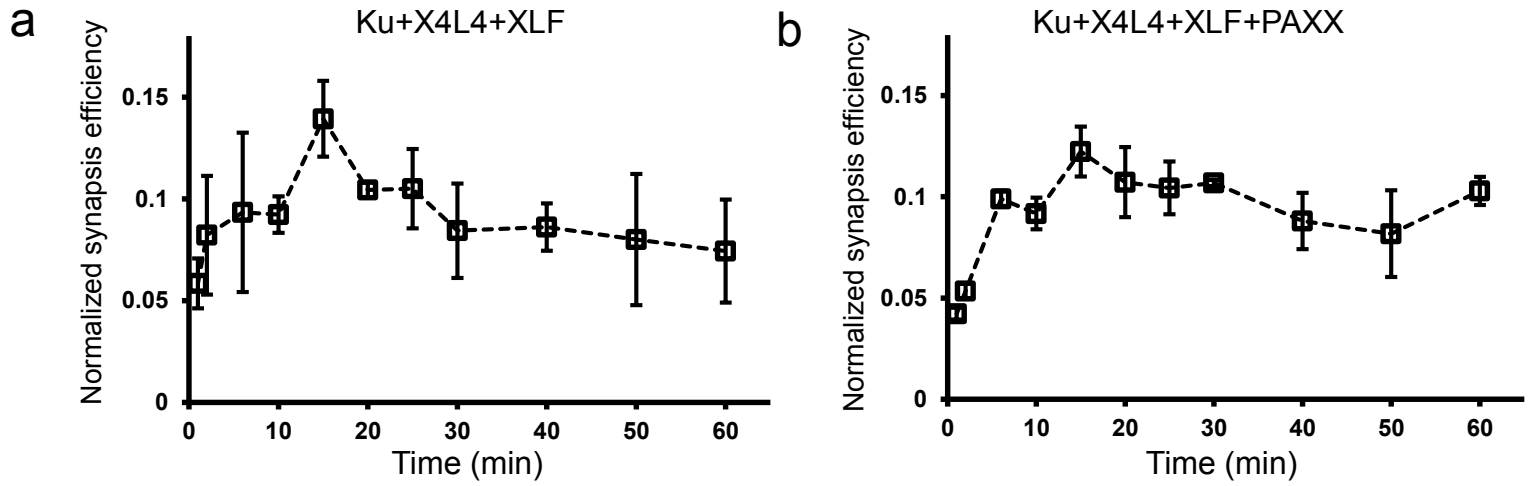 a
Ku+X4L4+XLF
Normalized synapsis efficiency
0.15
0.1
0.05
0
0 10 20 30 40 50 60
Time (min)
b
Ku+X4L4+XLF+PAXX
Normalized synapsis efficiency
0.15
0.1
0.05
0
0 10 20 30 40 50 60
Time (min)